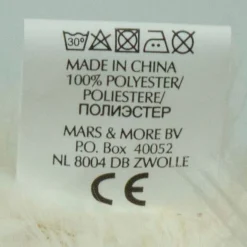 30°
MADE IN CHINA
100% POLYESTER/
POLIESTERE/
ПОЛИЭСТЕР
MARS & MORE BV
P.O. Box 40052
NL 8004 DB ZWOLLE
CE